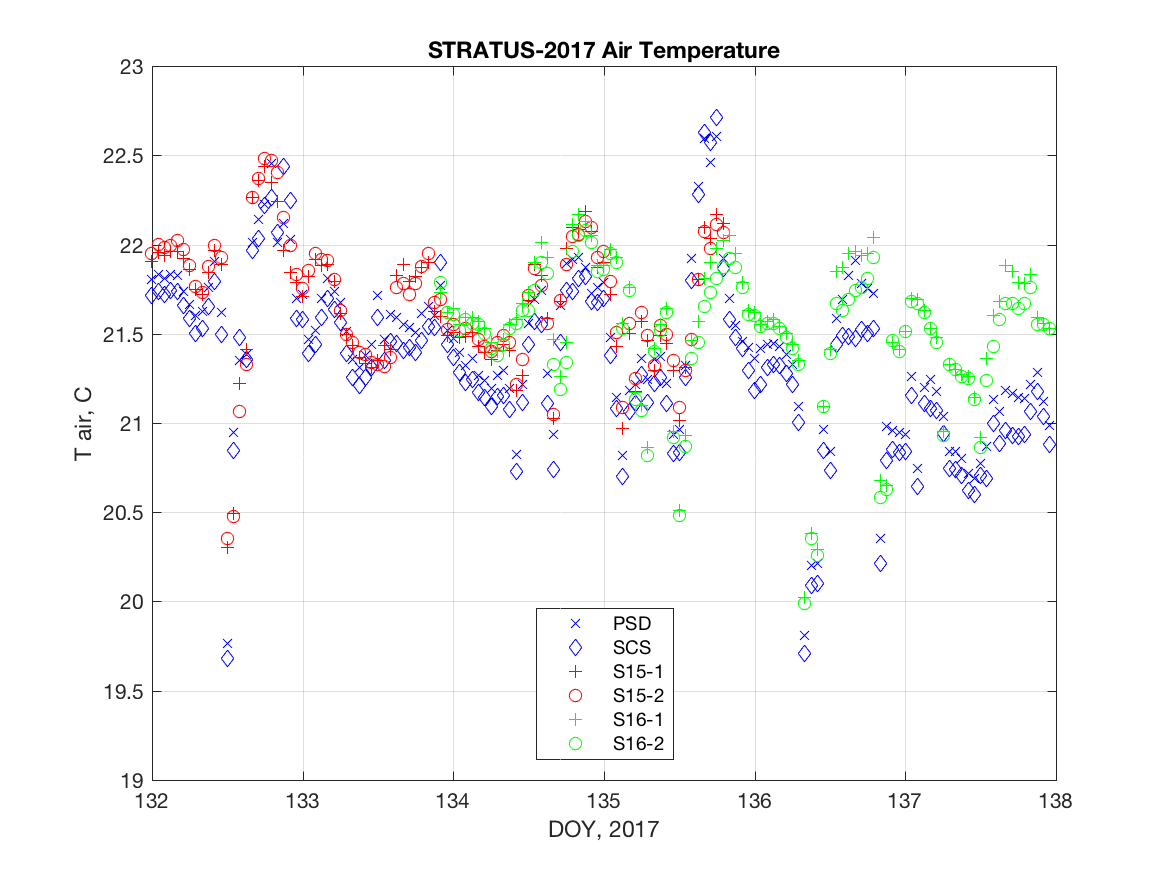 STRATUS-2017 Air Temperature
23
22.5
22
21.5
21
20.5
20
19.5
19
T air, C
PSD
SCS
S15-1
S15-2
S16-1
S16-2
132
133
134
135
136
137
138
DOY, 2017